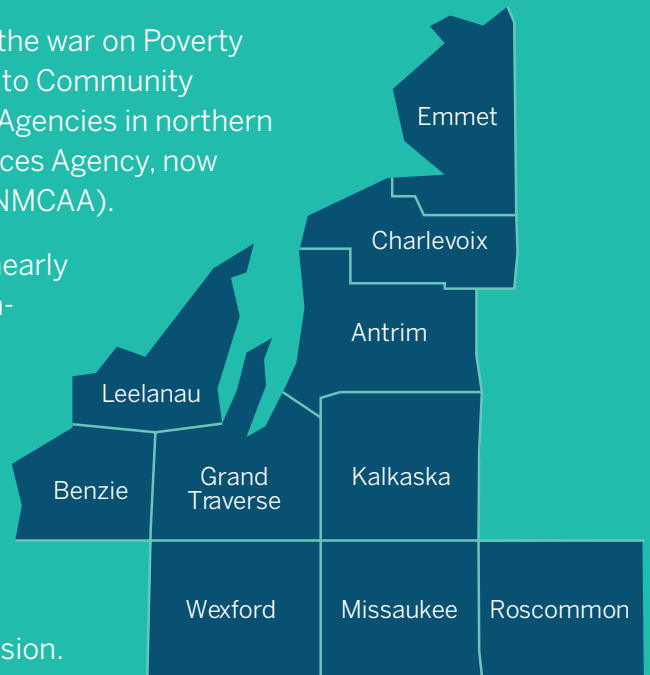 the war on Poverty
to Community
Agencies in northern
ces Agency, now
NMCAA).
early
-
sion.
Emmet
Charlevoix
Antrim
Leelanau
Benzie
Grand
Traverse
Kalkaska
Wexford
Missaukee
Roscommon